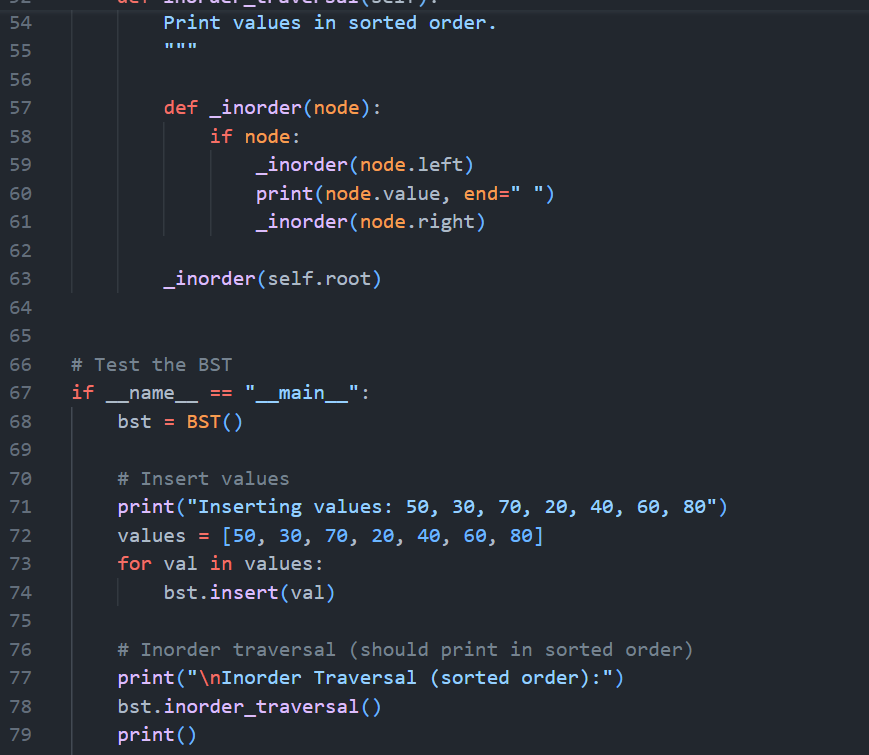 def inorder_traversal(self):
54 Print values in sorted order.
55 """
56
57 def _inorder(node):
58 if node:
59 _inorder(node.left)
60 print(node.value, end=" ")
61 _inorder(node.right)
62
63 _inorder(self.root)
64
65
66 # Test the BST
67 if __name__ == "__main__":
68 bst = BST()
69
70 # Insert values
71 print("Inserting values: 50, 30, 70, 20, 40, 60, 80")
72 values = [50, 30, 70, 20, 40, 60, 80]
73 for val in values:
74 bst.insert(val)
75
76 # Inorder traversal (should print in sorted order)
77 print("\nInorder Traversal (sorted order):")
78 bst.inorder_traversal()
79 print()